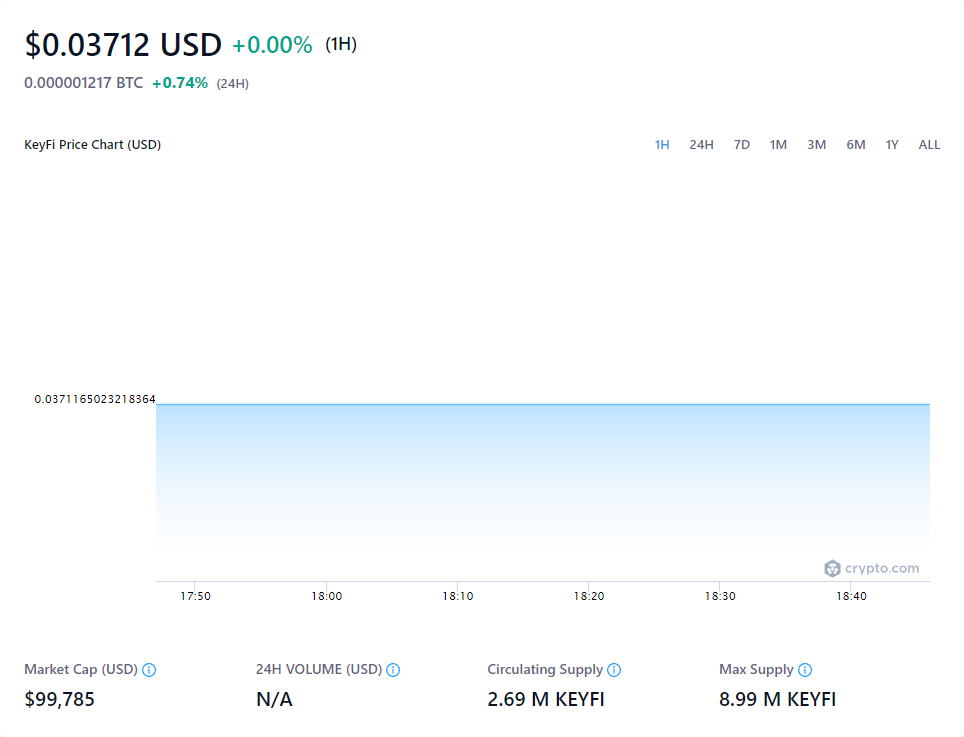 $0.03712 USD +0.00% (1H)
0.000001217 BTC +0.74% (24H)
KeyFi Price Chart (USD)
1H 24H 7D 1M 3M 6M 1Y ALL
0.0371165023218364
crypto.com
17:50 18:00 18:10 18:20 18:30 18:40
Market Cap (USD) 24H VOLUME (USD) Circulating Supply Max Supply
$99,785 N/A 2.69 M KEYFI 8.99 M KEYFI